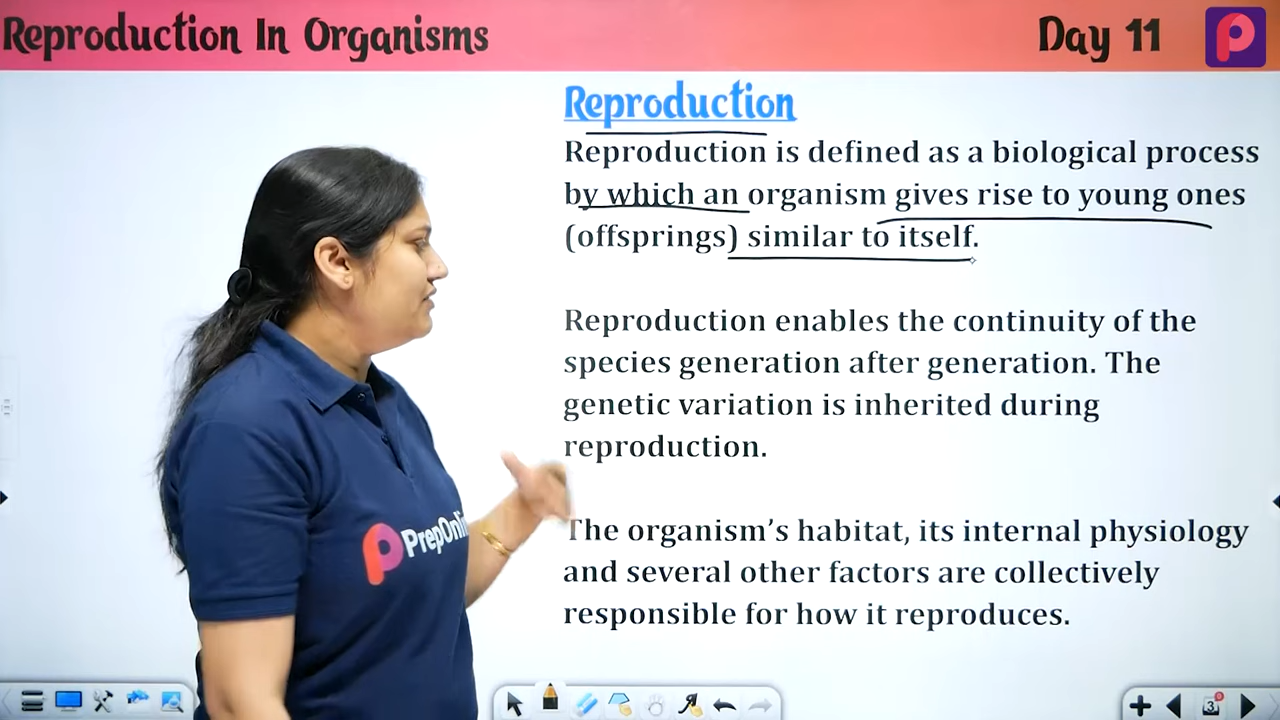 Reproduction In Organisms
Day 11
Reproduction
Reproduction is defined as a biological process
by which an organism gives rise to young ones
(offsprings) similar to itself.
Reproduction enables the continuity of the
species generation after generation. The
genetic variation is inherited during
reproduction.
The organism's habitat, its internal physiology
and several other factors are collectively
responsible for how it reproduces.
PrepOnli
3